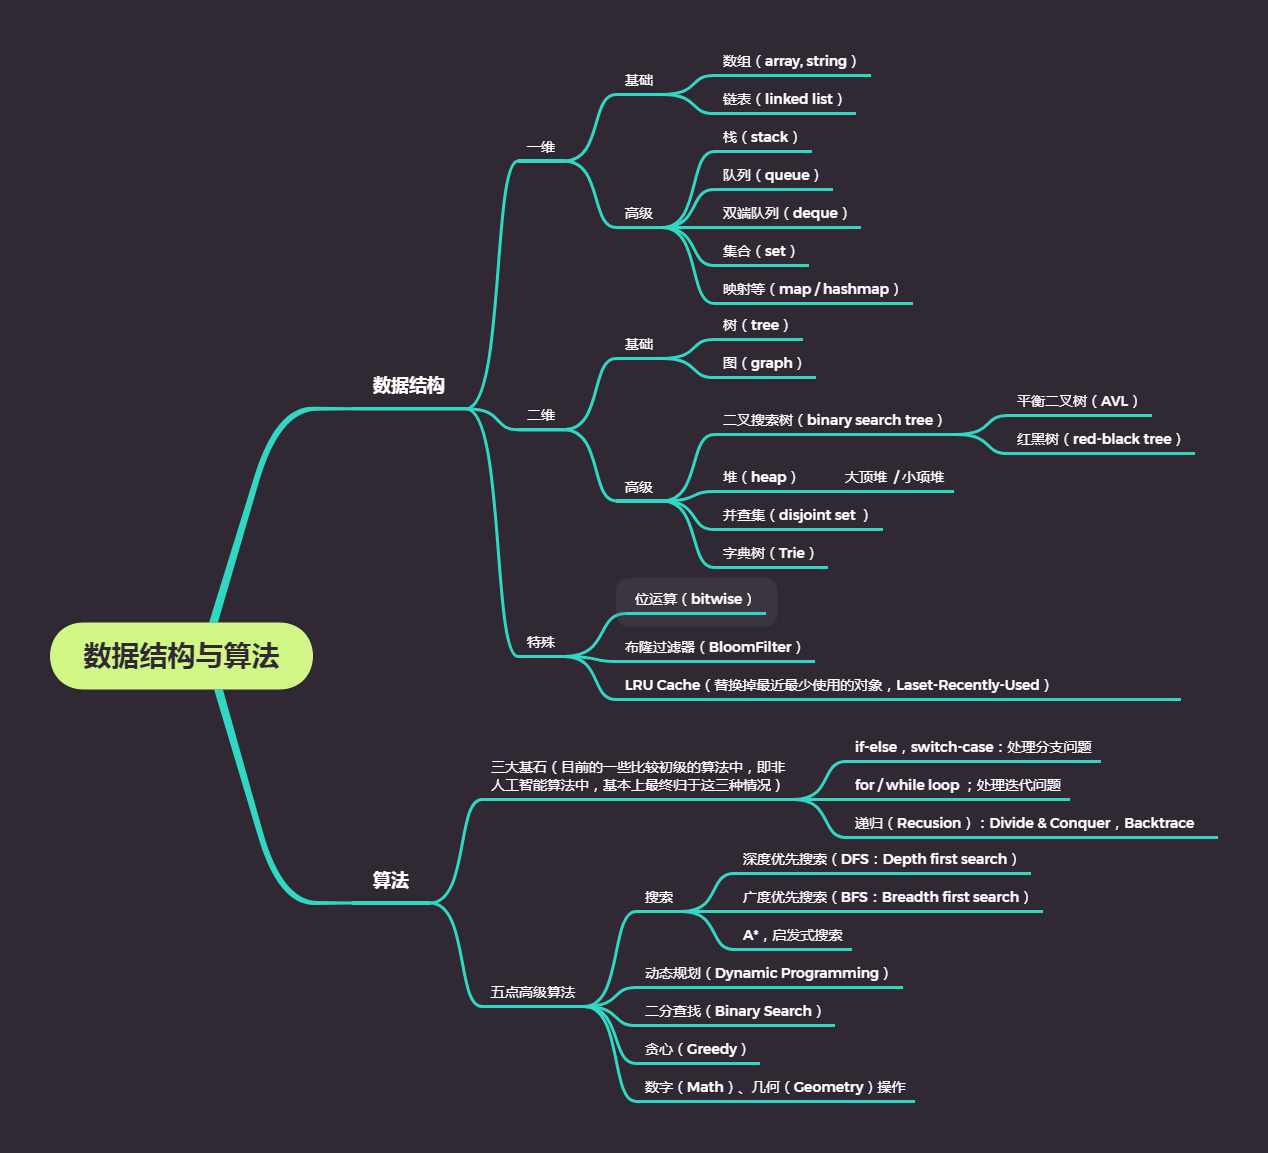 数组（array, string）
基础
链表（linked list）
栈（stack）
一维
队列（queue）
高级
双端队列（deque）
集合（set）
映射等（map / hashmap）
树（tree）
基础
图（graph）
数据结构
平衡二叉树（AVL）
二维
二叉搜索树（binary search tree）
红黑树（red-black tree）
堆（heap） 大顶堆 / 小项堆
高级
并查集（disjoint set ）
字典树（Trie）
位运算（bitwise）
特殊
布隆过滤器（BloomFilter）
数据结构与算法
LRU Cache（替换掉最近最少使用的对象，Laset-Recently-Used）
if-else，switch-case：处理分支问题
三大基石（目前的一些比较初级的算法中，即非
人工智能算法中，基本上最终归于这三种情况）
for / while loop ；处理迭代问题
递归（Recusion）：Divide & Conquer，Backtrace
深度优先搜索（DFS：Depth first search）
算法
搜索
广度优先搜索（BFS：Breadth first search）
A*，启发式搜索
动态规划（Dynamic Programming）
五点高级算法
二分查找（Binary Search）
贪心（Greedy）
数字（Math）、几何（Geometry）操作